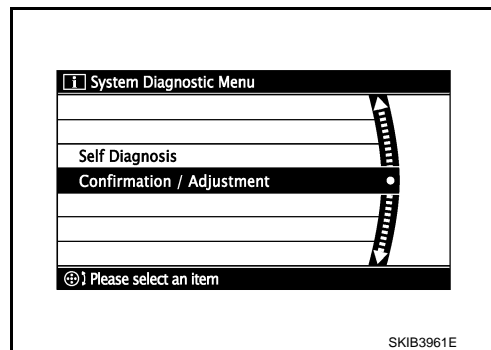 i System Diagnostic Menu
Self Diagnosis
Confirmation / Adjustment
Please select an item
SKIB3961E